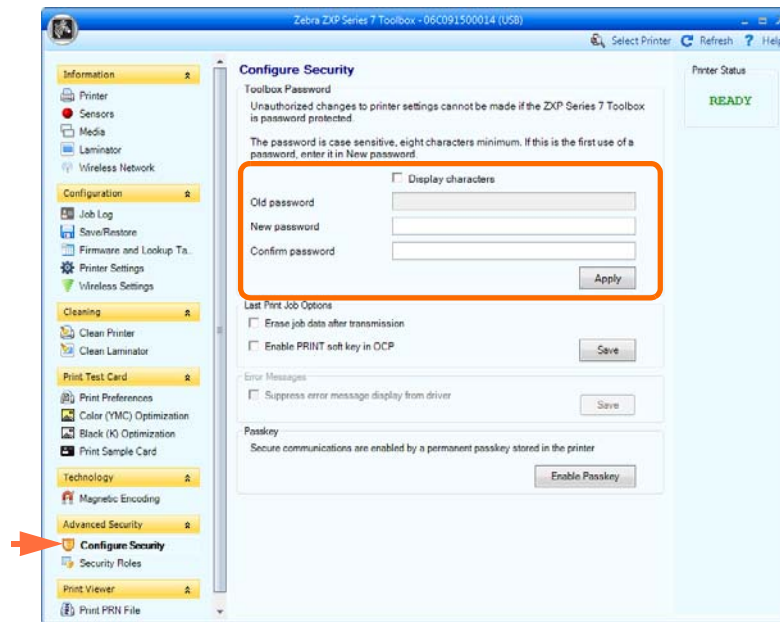 Zebra ZXP Series 7 Toolbox - 06C091500014 (USB)
Select Printer Refresh ? Help
Information
Printer
Sensors
Media
Laminator
Wireless Network
Configuration
Job Log
Save/Restore
Firmware and Lookup Ta..
Printer Settings
Wireless Settings
Cleaning
Clean Printer
Clean Laminator
Print Test Card
Print Preferences
Color (YMC) Optimization
Black (K) Optimization
Print Sample Card
Technology
Magnetic Encoding
Advanced Security
Configure Security
Security Roles
Print Viewer
Print PRN File
Configure Security
Toolbox Password
Unauthorized changes to printer settings cannot be made if the ZXP Series 7 Toolbox
is password protected.
The password is case sensitive, eight characters minimum. If this is the first use of a
password, enter it in New password.
Display characters
Old password
New password
Confirm password
Apply
Last Print Job Options
Erase job data after transmission
Enable PRINT soft key in OCP
Save
Error Messages
Suppress error message display from driver
Save
Passkey
Secure communications are enabled by a permanent passkey stored in the printer
Enable Passkey
Printer Status
READY